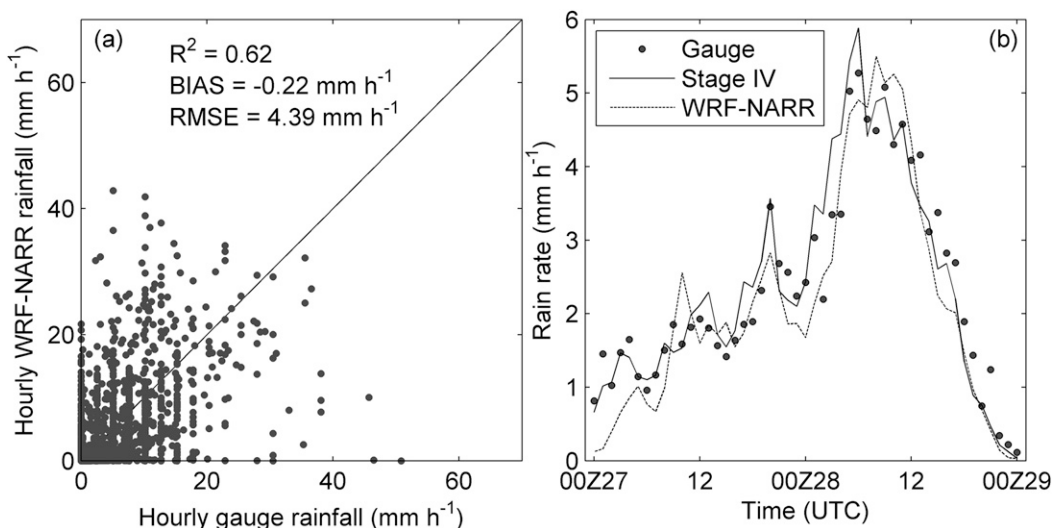 (a)
R² = 0.62
BIAS = -0.22 mm h⁻¹
RMSE = 4.39 mm h⁻¹
Hourly WRF-NARR rainfall (mm h⁻¹)
60
40
20
0
0 20 40 60
Hourly gauge rainfall (mm h⁻¹)
(b)
Gauge
Stage IV
WRF-NARR
Rain rate (mm h⁻¹)
6
5
4
3
2
1
0
00Z27 12 00Z28 12 00Z29
Time (UTC)